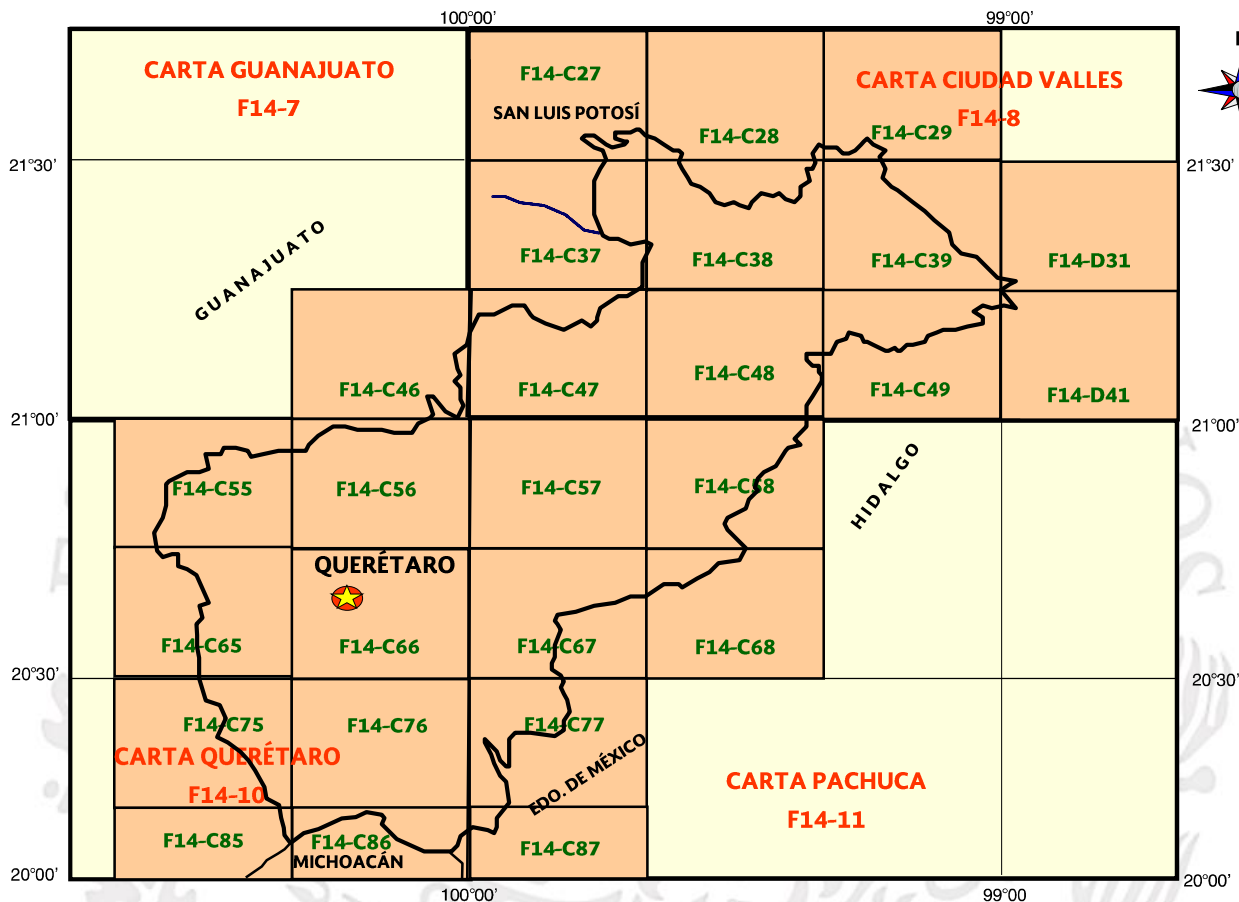 100°00’ 99°00’
CARTA GUANAJUATO
F14-7
F14-C27
SAN LUIS POTOSÍ
CARTA CIUDAD VALLES
F14-8
F14-C28
F14-C29
21°30’ 21°30’
GUANAJUATO
F14-C37
F14-C38
F14-C39
F14-D31
F14-C46
F14-C47
F14-C48
F14-C49
F14-D41
21°00’ 21°00’
HIDALGO
F14-C55
F14-C56
F14-C57
F14-C58
QUERÉTARO
F14-C65
F14-C66
F14-C67
F14-C68
20°30’ 20°30’
F14-C75
F14-C76
F14-C77
CARTA QUERÉTARO
F14-10
EDO. DE MÉXICO
CARTA PACHUCA
F14-11
F14-C85
F14-C86
F14-C87
MICHOACÁN
20°00’ 20°00’
100°00’ 99°00’